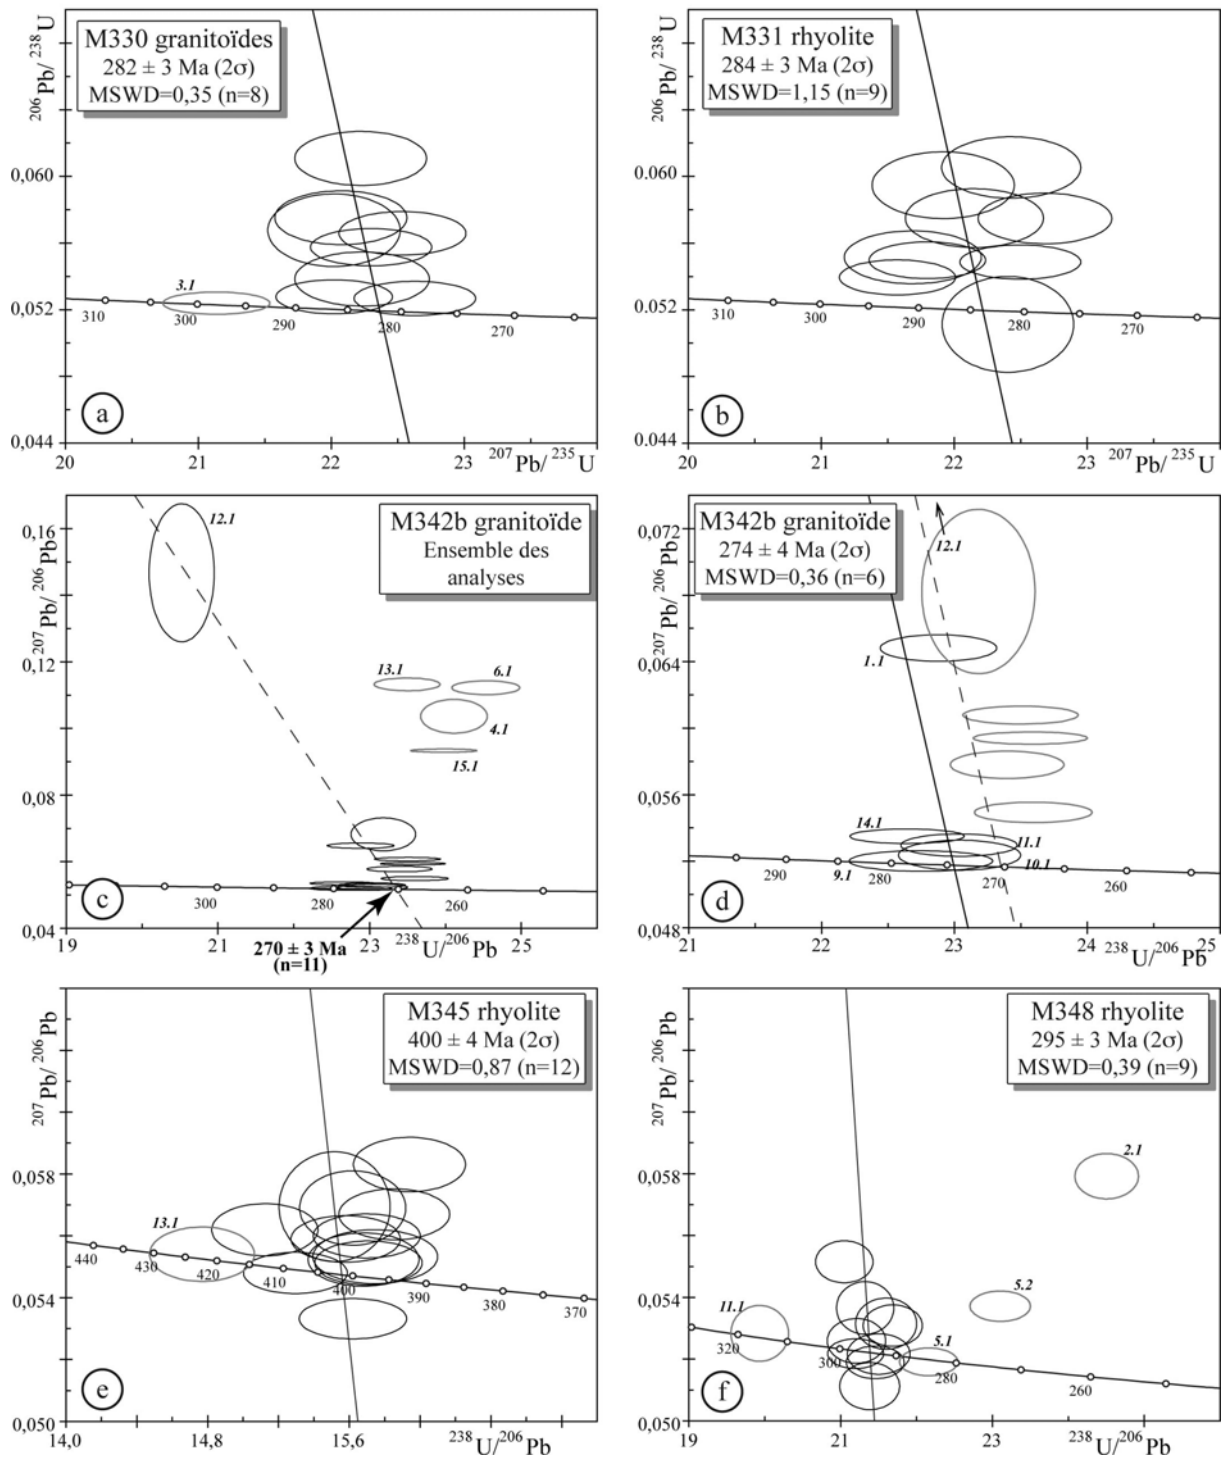 M330 granitoïdes
282 ± 3 Ma (2σ)
MSWD=0,35 (n=8)
206Pb/ 238U
0,060
0,052
0,044
3.1
310
300
290
280
270
a
20
21
22
23
207Pb/ 235U
M331 rhyolite
284 ± 3 Ma (2σ)
MSWD=1,15 (n=9)
206Pb/ 238U
0.060
0.052
0.044
310
300
290
280
270
b
20
21
22
23
207Pb/ 235U
M342b granitoïde
Ensemble des
analyses
0,207Pb/ 206Pb
0,16
0,12
0,08
0,04
12.1
13.1
6.1
4.1
15.1
300
280
260
c
19
21
23
25
238U/206Pb
270 ± 3 Ma
(n=11)
M342b granitoïde
274 ± 4 Ma (2σ)
MSWD=0,36 (n=6)
0,207Pb/ 206Pb
0,072
0,064
0,056
0,048
12.1
1.1
14.1
11.1
9.1
10.1
290
280
270
260
d
21
22
23
24
25
238U/206Pb
M345 rhyolite
400 ± 4 Ma (2σ)
MSWD=0,87 (n=12)
207Pb/ 206Pb
0,058
0,054
0,050
13.1
440
430
420
410
400
390
380
370
e
14,0
14,8
15,6
238U/206Pb
M348 rhyolite
295 ± 3 Ma (2σ)
MSWD=0,39 (n=9)
207Pb/ 206Pb
0,058
0,054
0,050
2.1
5.2
11.1
5.1
320
300
280
260
f
19
21
23
238U/206Pb